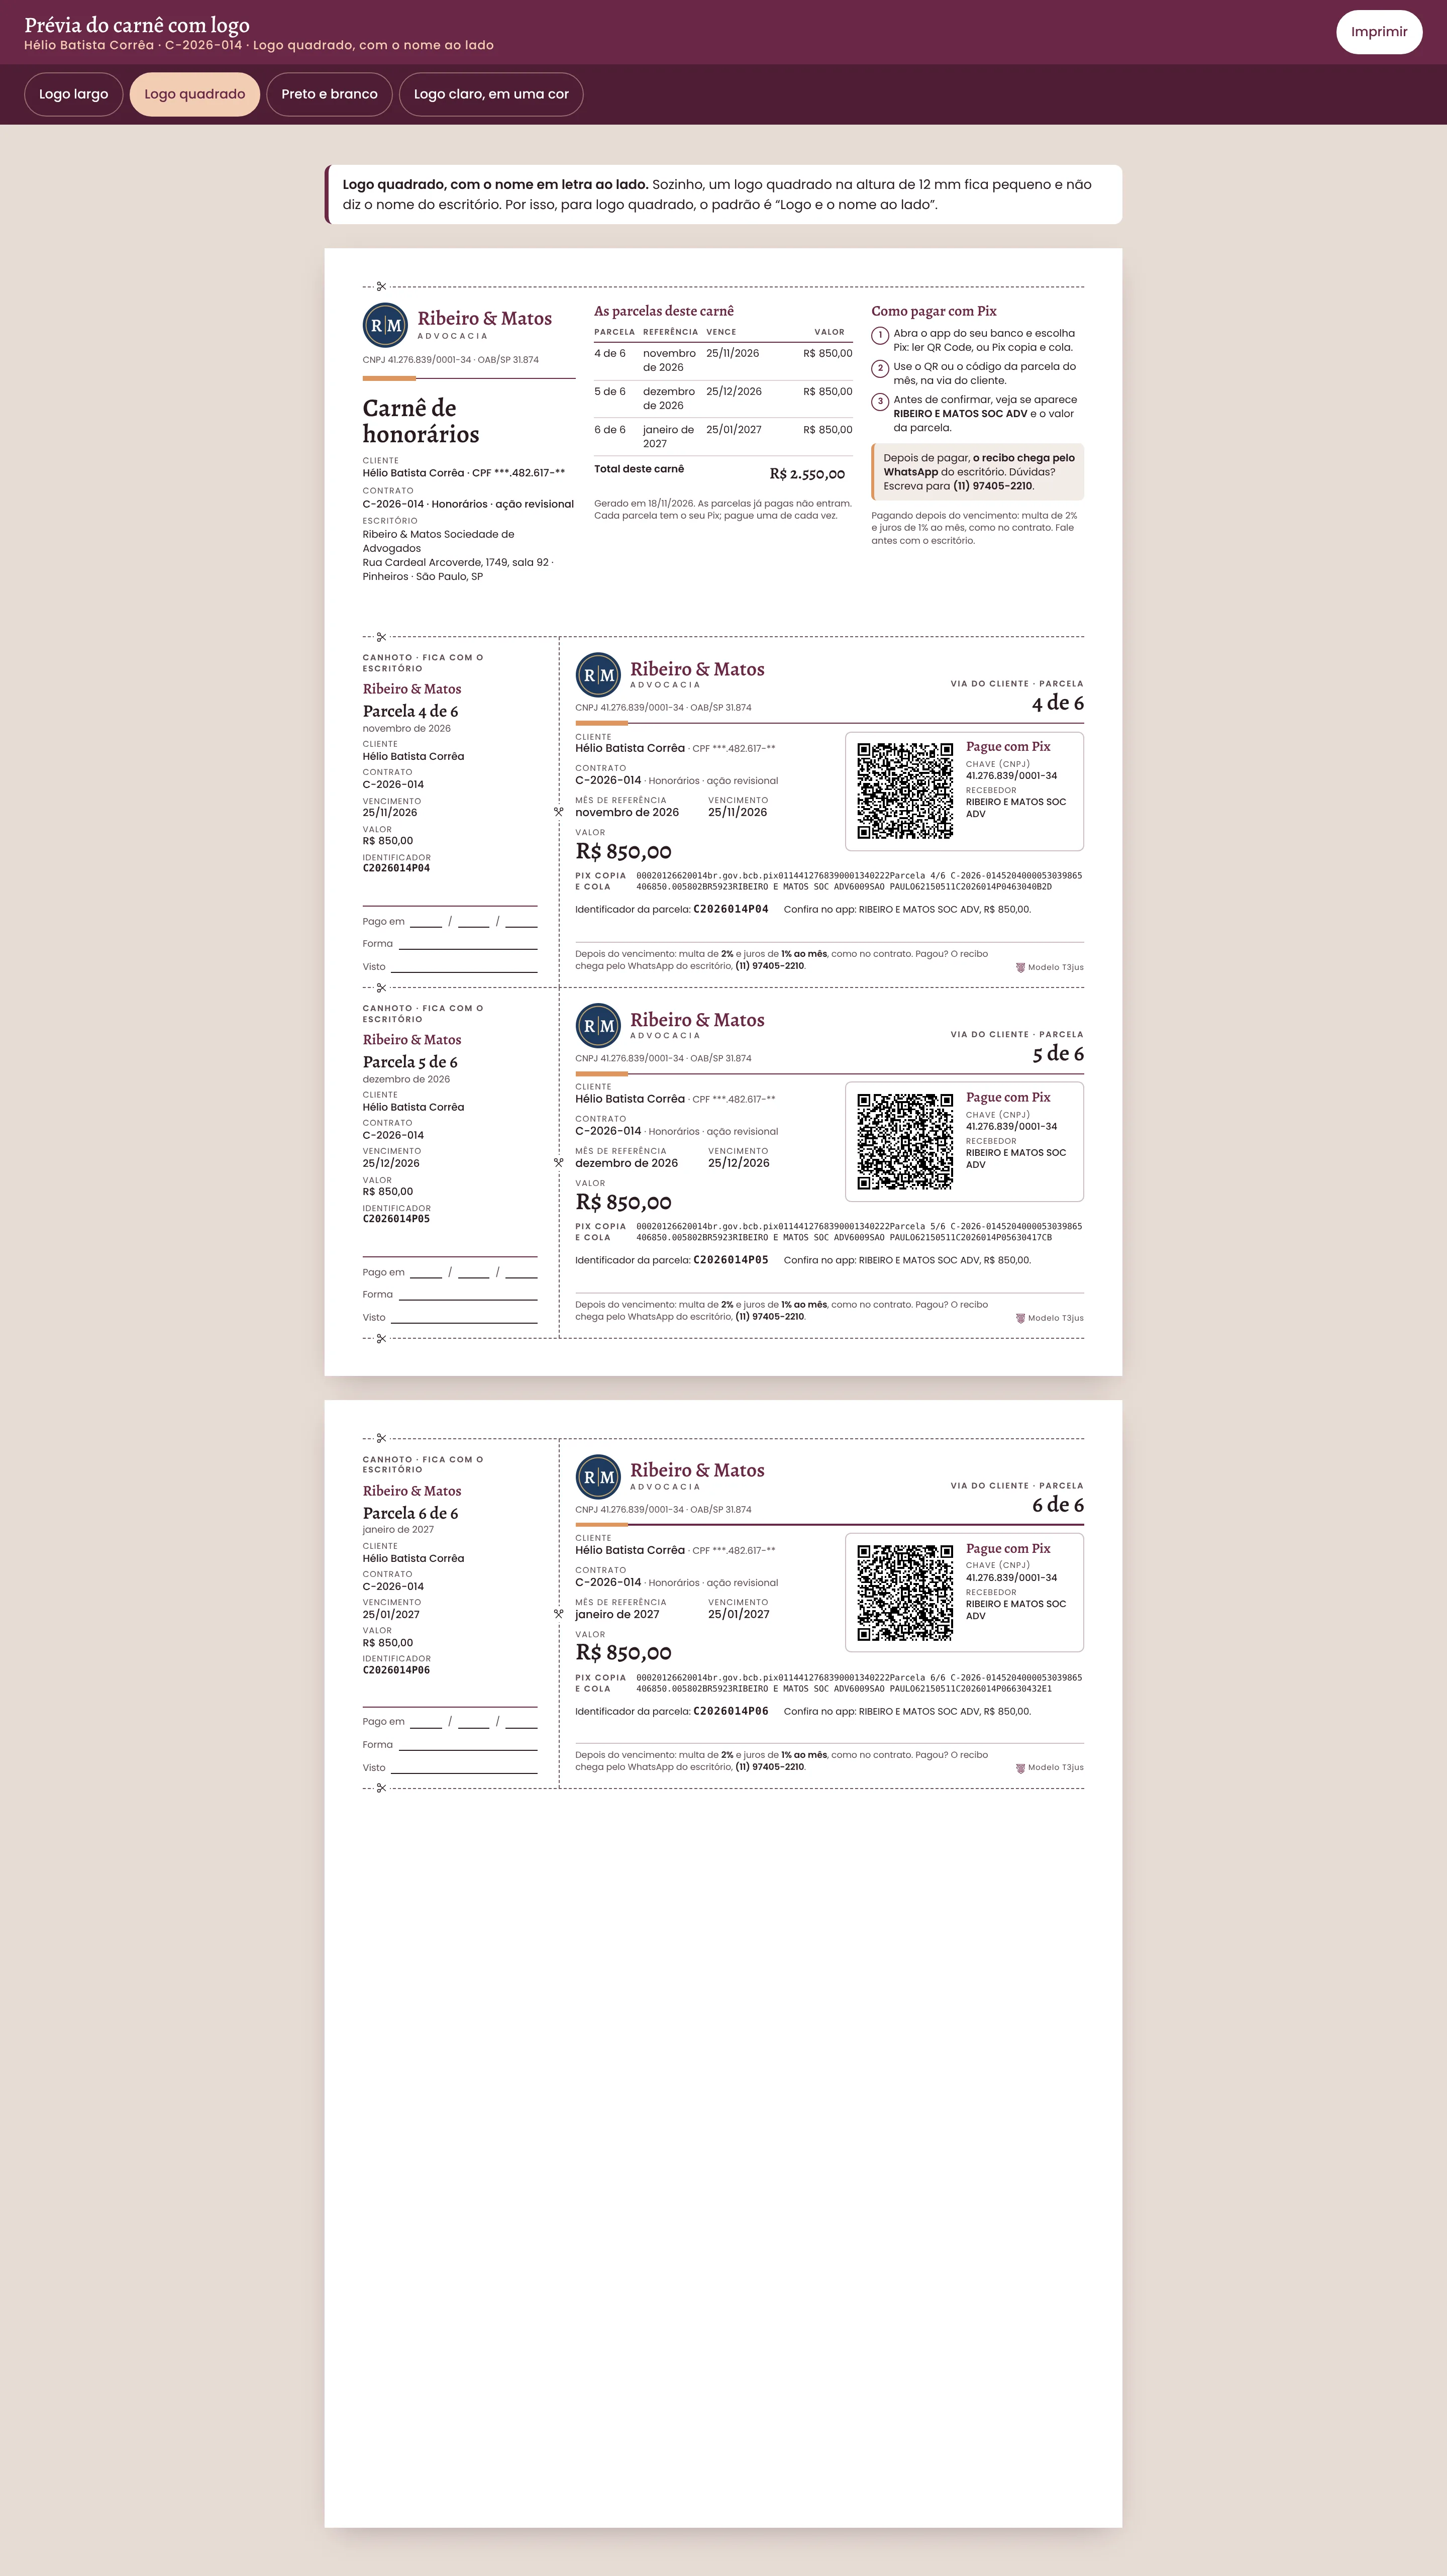 Prévia do carnê com logo
Hélio Batista Corrêa · C-2026-014 · Logo quadrado, com o nome ao lado
Imprimir
Logo largo
Logo quadrado
Preto e branco
Logo claro, em uma cor
Logo quadrado, com o nome em letra ao lado. Sozinho, um logo quadrado na altura de 12 mm fica pequeno e não
diz o nome do escritório. Por isso, para logo quadrado, o padrão é “Logo e o nome ao lado”.
R|M
Ribeiro & Matos
ADVOCACIA
CNPJ 41.276.839/0001-34 · OAB/SP 31.874
Carnê de
honorários
CLIENTE
Hélio Batista Corrêa · CPF ***.482.617-**
CONTRATO
C-2026-014 · Honorários · ação revisional
ESCRITÓRIO
Ribeiro & Matos Sociedade de
Advogados
Rua Cardeal Arcoverde, 1749, sala 92 ·
Pinheiros · São Paulo, SP
As parcelas deste carnê
PARCELA REFERÊNCIA VENCE VALOR
4 de 6 novembro de 2026 25/11/2026 R$ 850,00
5 de 6 dezembro de 2026 25/12/2026 R$ 850,00
6 de 6 janeiro de 2027 25/01/2027 R$ 850,00
Total deste carnê R$ 2.550,00
Gerado em 18/11/2026. As parcelas já pagas não entram.
Cada parcela tem o seu Pix; pague uma de cada vez.
Como pagar com Pix
1 Abra o app do seu banco e escolha
Pix: ler QR Code, ou Pix copia e cola.
2 Use o QR ou o código da parcela do
mês, na via do cliente.
3 Antes de confirmar, veja se aparece
RIBEIRO E MATOS SOC ADV e o valor
da parcela.
Depois de pagar, o recibo chega pelo
WhatsApp do escritório. Dúvidas?
Escreva para (11) 97405-2210.
Pagando depois do vencimento: multa de 2%
e juros de 1% ao mês, como no contrato. Fale
antes com o escritório.
CANHOTO · FICA COM O
ESCRITÓRIO
Ribeiro & Matos
Parcela 4 de 6
novembro de 2026
CLIENTE
Hélio Batista Corrêa
CONTRATO
C-2026-014
VENCIMENTO
25/11/2026
VALOR
R$ 850,00
IDENTIFICADOR
C2026014P04
Pago em / /
Forma
Visto
R|M
Ribeiro & Matos
ADVOCACIA
CNPJ 41.276.839/0001-34 · OAB/SP 31.874
VIA DO CLIENTE · PARCELA
4 de 6
CLIENTE
Hélio Batista Corrêa · CPF ***.482.617-**
CONTRATO
C-2026-014 · Honorários · ação revisional
MÊS DE REFERÊNCIA VENCIMENTO
novembro de 2026 25/11/2026
VALOR
R$ 850,00
Pague com Pix
CHAVE (CNPJ)
41.276.839/0001-34
RECEBEDOR
RIBEIRO E MATOS SOC
ADV
PIX COPIA 00020126620014br.gov.bcb.pix0114412768390001340222Parcela 4/6 C-2026-0145204000053039865
E COLA 406850.005802BR5923RIBEIRO E MATOS SOC ADV6009SAO PAULO62150511C2026014P0463040B2D
Identificador da parcela: C2026014P04 Confira no app: RIBEIRO E MATOS SOC ADV, R$ 850,00.
Depois do vencimento: multa de 2% e juros de 1% ao mês, como no contrato. Pagou? O recibo
chega pelo WhatsApp do escritório, (11) 97405-2210.
Modelo T3jus
CANHOTO · FICA COM O
ESCRITÓRIO
Ribeiro & Matos
Parcela 5 de 6
dezembro de 2026
CLIENTE
Hélio Batista Corrêa
CONTRATO
C-2026-014
VENCIMENTO
25/12/2026
VALOR
R$ 850,00
IDENTIFICADOR
C2026014P05
Pago em / /
Forma
Visto
R|M
Ribeiro & Matos
ADVOCACIA
CNPJ 41.276.839/0001-34 · OAB/SP 31.874
VIA DO CLIENTE · PARCELA
5 de 6
CLIENTE
Hélio Batista Corrêa · CPF ***.482.617-**
CONTRATO
C-2026-014 · Honorários · ação revisional
MÊS DE REFERÊNCIA VENCIMENTO
dezembro de 2026 25/12/2026
VALOR
R$ 850,00
Pague com Pix
CHAVE (CNPJ)
41.276.839/0001-34
RECEBEDOR
RIBEIRO E MATOS SOC
ADV
PIX COPIA 00020126620014br.gov.bcb.pix0114412768390001340222Parcela 5/6 C-2026-0145204000053039865
E COLA 406850.005802BR5923RIBEIRO E MATOS SOC ADV6009SAO PAULO62150511C2026014P05630417CB
Identificador da parcela: C2026014P05 Confira no app: RIBEIRO E MATOS SOC ADV, R$ 850,00.
Depois do vencimento: multa de 2% e juros de 1% ao mês, como no contrato. Pagou? O recibo
chega pelo WhatsApp do escritório, (11) 97405-2210.
Modelo T3jus
CANHOTO · FICA COM O
ESCRITÓRIO
Ribeiro & Matos
Parcela 6 de 6
janeiro de 2027
CLIENTE
Hélio Batista Corrêa
CONTRATO
C-2026-014
VENCIMENTO
25/01/2027
VALOR
R$ 850,00
IDENTIFICADOR
C2026014P06
Pago em / /
Forma
Visto
R|M
Ribeiro & Matos
ADVOCACIA
CNPJ 41.276.839/0001-34 · OAB/SP 31.874
VIA DO CLIENTE · PARCELA
6 de 6
CLIENTE
Hélio Batista Corrêa · CPF ***.482.617-**
CONTRATO
C-2026-014 · Honorários · ação revisional
MÊS DE REFERÊNCIA VENCIMENTO
janeiro de 2027 25/01/2027
VALOR
R$ 850,00
Pague com Pix
CHAVE (CNPJ)
41.276.839/0001-34
RECEBEDOR
RIBEIRO E MATOS SOC
ADV
PIX COPIA 00020126620014br.gov.bcb.pix0114412768390001340222Parcela 6/6 C-2026-0145204000053039865
E COLA 406850.005802BR5923RIBEIRO E MATOS SOC ADV6009SAO PAULO62150511C2026014P06630432E1
Identificador da parcela: C2026014P06 Confira no app: RIBEIRO E MATOS SOC ADV, R$ 850,00.
Depois do vencimento: multa de 2% e juros de 1% ao mês, como no contrato. Pagou? O recibo
chega pelo WhatsApp do escritório, (11) 97405-2210.
Modelo T3jus